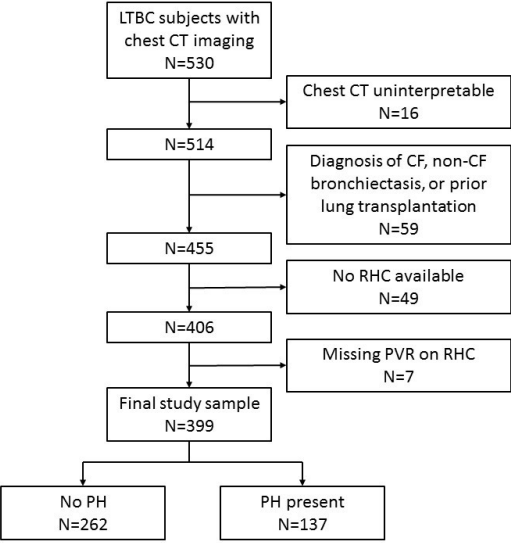 LTBC subjects with
chest CT imaging
N=530
Chest CT uninterpretable
N=16
N=514
Diagnosis of CF, non-CF
bronchiectasis, or prior
lung transplantation
N=59
N=455
No RHC available
N=49
N=406
Missing PVR on RHC
N=7
Final study sample
N=399
No PH
N=262
PH present
N=137